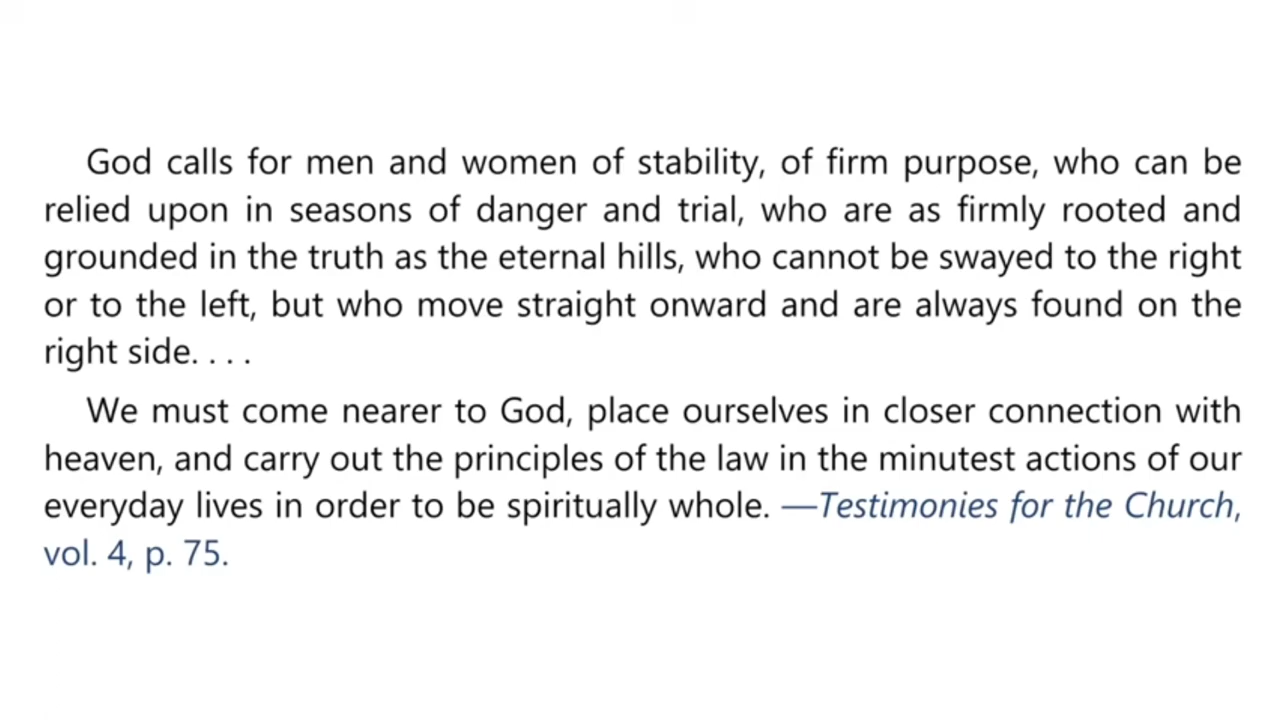 God calls for men and women of stability, of firm purpose, who can be
relied upon in seasons of danger and trial, who are as firmly rooted and
grounded in the truth as the eternal hills, who cannot be swayed to the right
or to the left, but who move straight onward and are always found on the
right side. . . .
We must come nearer to God, place ourselves in closer connection with
heaven, and carry out the principles of the law in the minutest actions of our
everyday lives in order to be spiritually whole. —Testimonies for the Church,
vol. 4, p. 75.